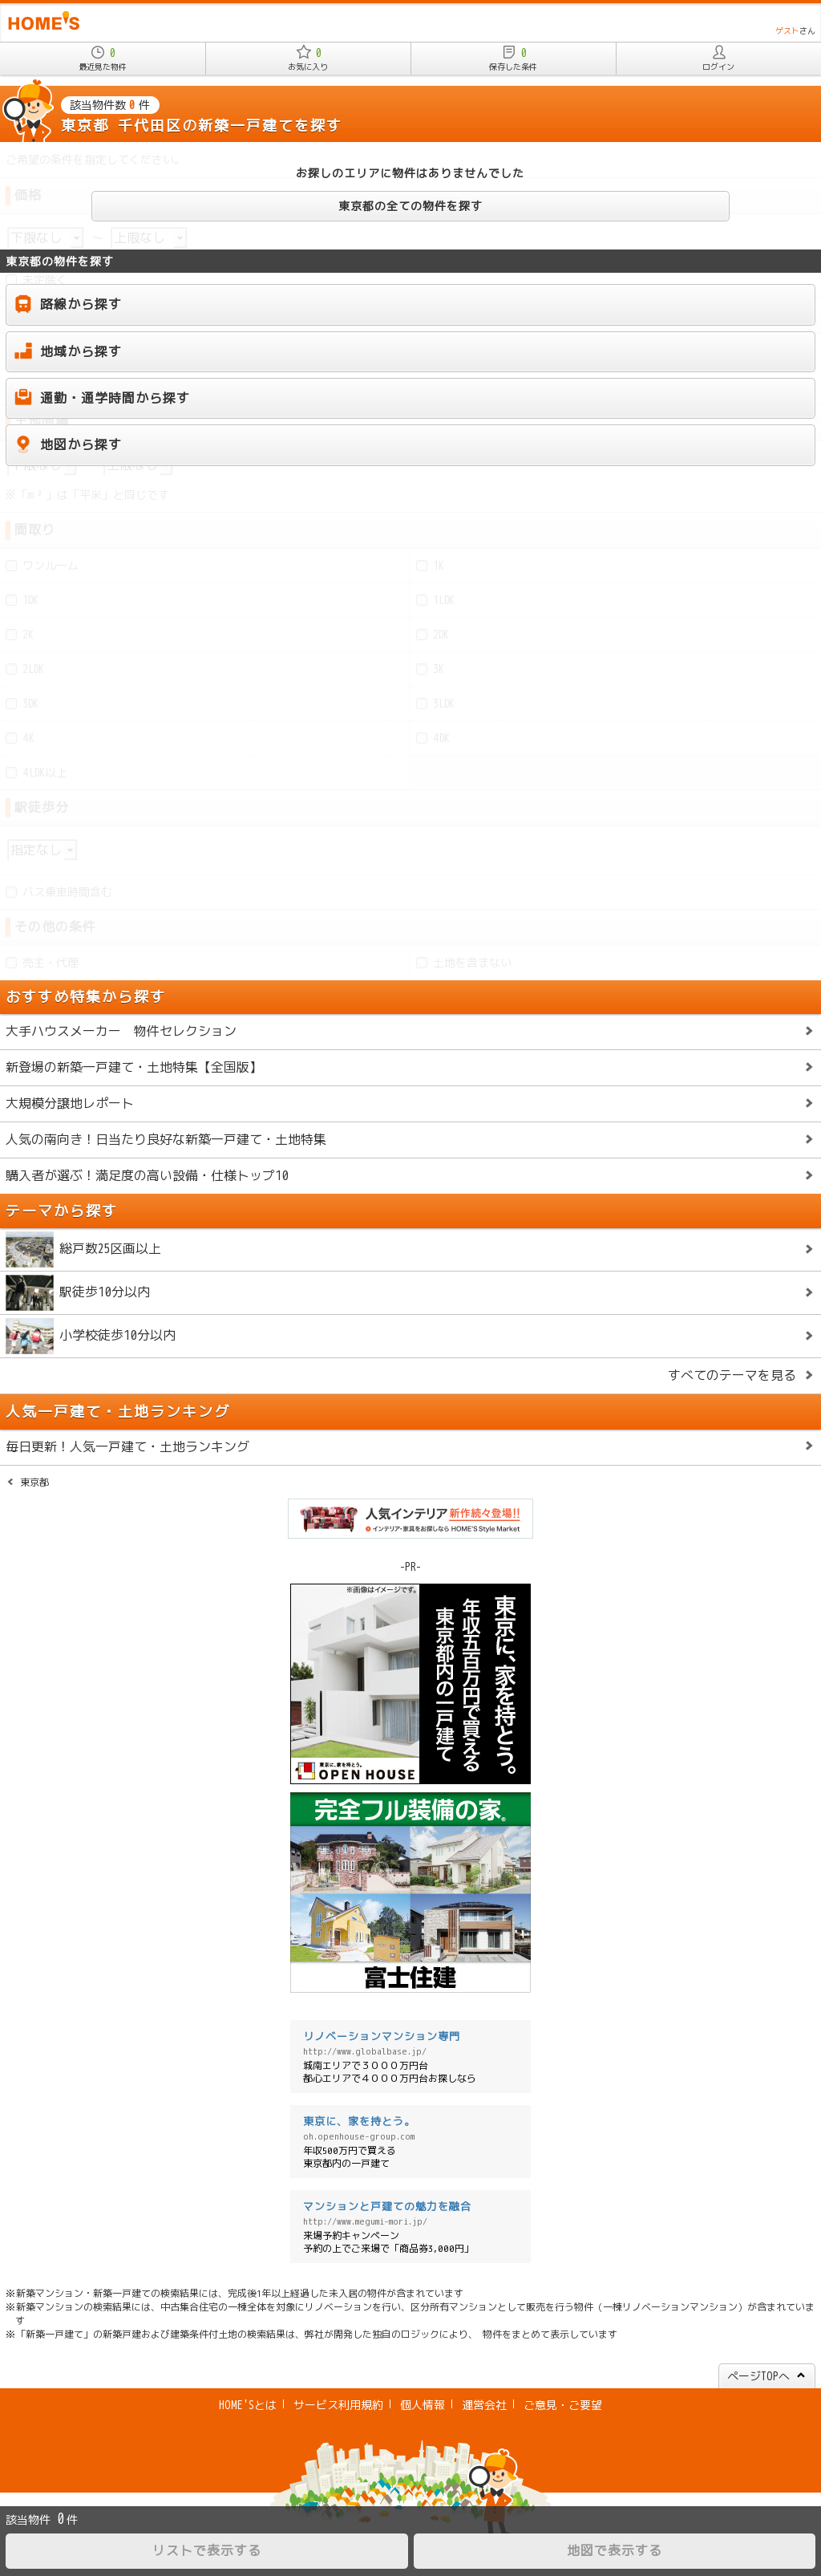 HOME'S
ゲストさん
0
最近見た物件
0
お気に入り
0
保存した条件
ログイン
該当物件数 0 件
東京都 千代田区の新築一戸建てを探す
ご希望の条件を指定してください。
お探しのエリアに物件はありませんでした
価格
東京都の全ての物件を探す
下限なし ～ 上限なし
東京都の物件を探す
未定除く
路線から探す
地域から探す
通勤・通学時間から探す
土地面積
地図から探す
下限なし 上限なし
※「m²」は「平米」と同じです
間取り
ワンルーム
1K
1DK
1LDK
2K
2DK
2LDK
3K
3DK
3LDK
4K
4DK
4LDK以上
駅徒歩分
指定なし
バス乗車時間含む
その他の条件
売主・代理
土地を含まない
おすすめ特集から探す
大手ハウスメーカー　物件セレクション
新登場の新築一戸建て・土地特集【全国版】
大規模分譲地レポート
人気の南向き！日当たり良好な新築一戸建て・土地特集
購入者が選ぶ！満足度の高い設備・仕様トップ10
テーマから探す
総戸数25区画以上
駅徒歩10分以内
小学校徒歩10分以内
すべてのテーマを見る
人気一戸建て・土地ランキング
毎日更新！人気一戸建て・土地ランキング
東京都
人気インテリア 新作続々登場!!
インテリア・家具をお探しなら HOME'S Style Market
-PR-
※画像はイメージです。
東京に、家を持とう。
年収五百万円で買える
東京都内の一戸建て
東京に、家を持とう。
OPEN HOUSE
完全フル装備の家®
富士住建
リノベーションマンション専門
http://www.globalbase.jp/
城南エリアで３０００万円台
都心エリアで４０００万円台お探しなら
東京に、家を持とう。
oh.openhouse-group.com
年収500万円で買える
東京都内の一戸建て
マンションと戸建ての魅力を融合
http://www.megumi-mori.jp/
来場予約キャンペーン
予約の上でご来場で「商品券3,000円」
※新築マンション・新築一戸建ての検索結果には、完成後1年以上経過した未入居の物件が含まれています
※新築マンションの検索結果には、中古集合住宅の一棟全体を対象にリノベーションを行い、区分所有マンションとして販売を行う物件（一棟リノベーションマンション）が含まれていま
す
※「新築一戸建て」の新築戸建および建築条件付土地の検索結果は、弊社が開発した独自のロジックにより、 物件をまとめて表示しています
ページTOPへ
HOME'Sとは | サービス利用規約 | 個人情報 | 運営会社 | ご意見・ご要望
該当物件 0 件
リストで表示する
地図で表示する